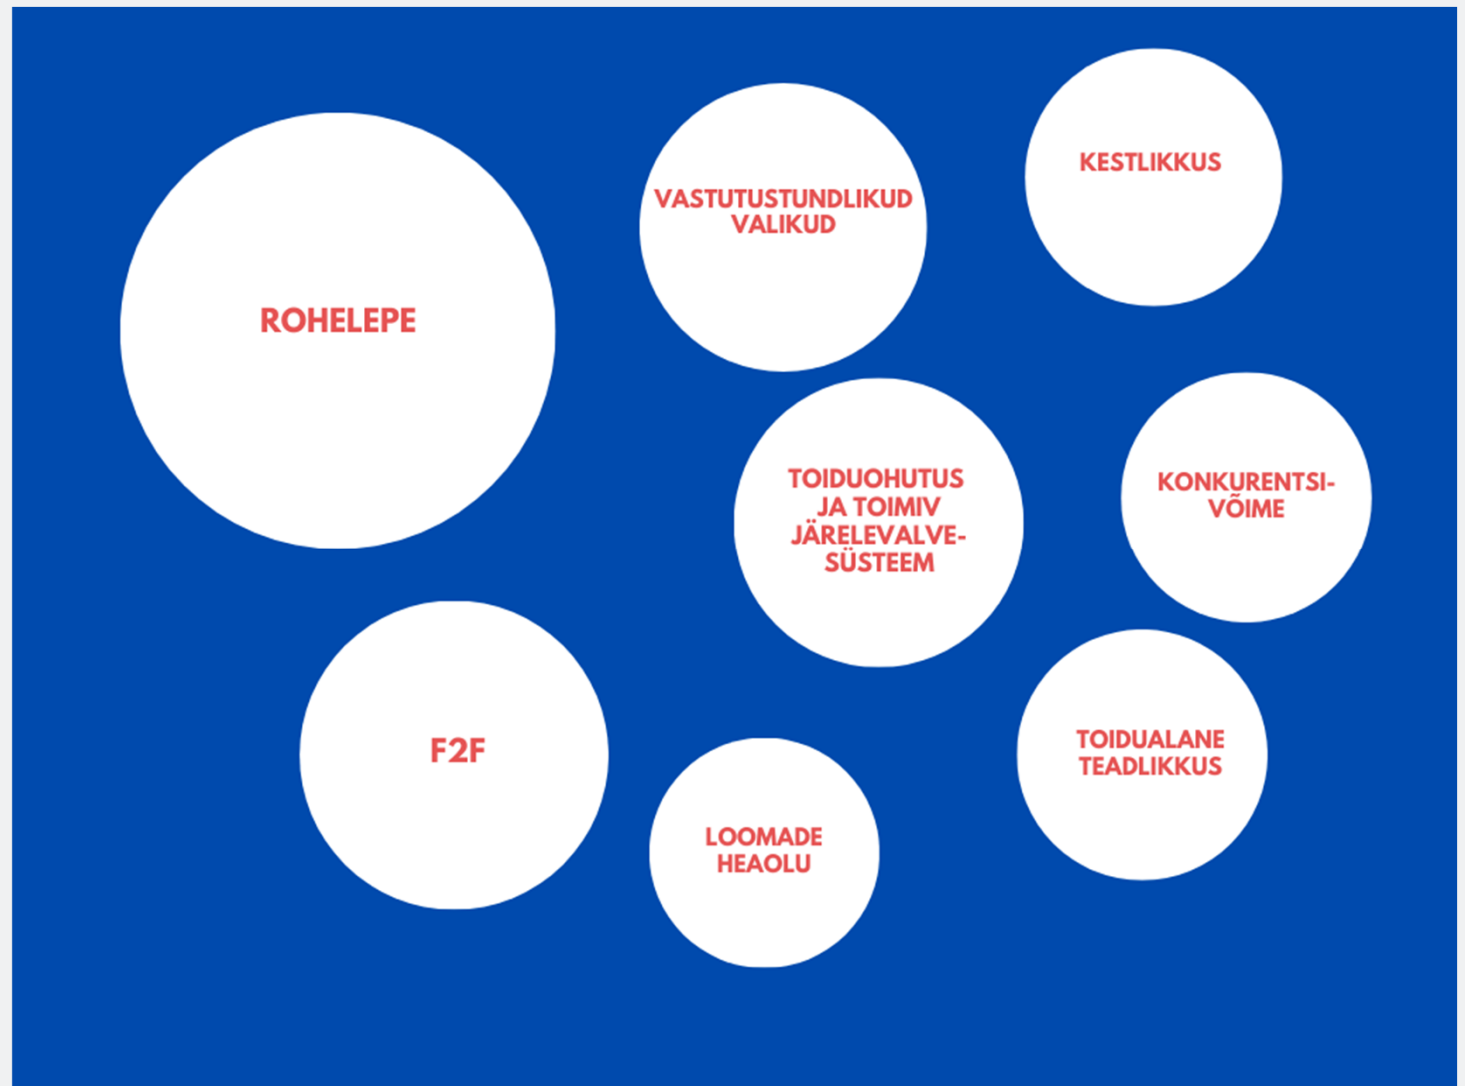 ROHELEPE
VASTUTUSTUNDLIKUD
VALIKUD
KESTLIKKUS
TOIDUOHUTUS
JA TOIMIV
JÄRELEVALVE-
SÜSTEEM
KONKURENTSI-
VÕIME
F2F
LOOMADE
HEAOLU
TOIDUALANE
TEADLIKKUS